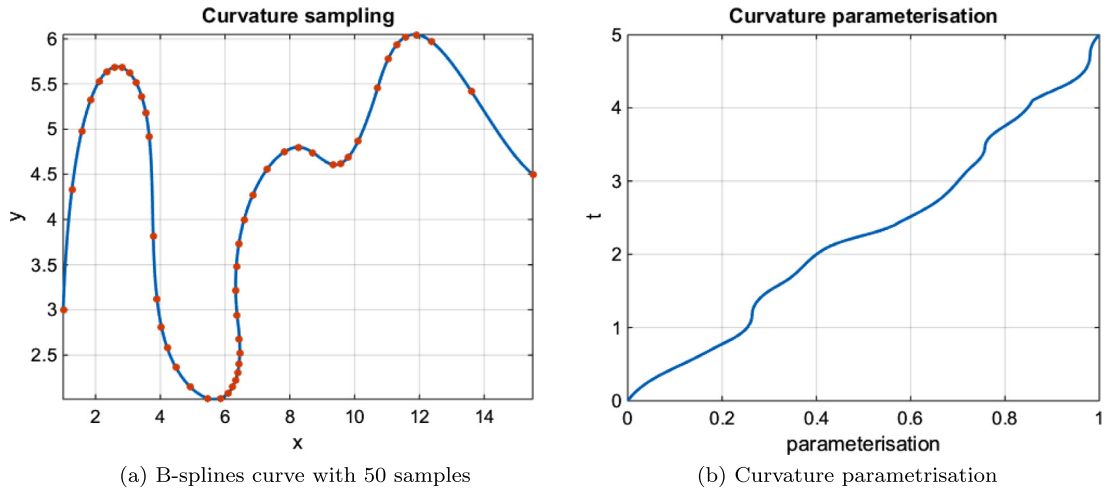 Curvature sampling
6
5.5
5
4.5
4
3.5
3
2.5
y
2 4 6 8 10 12 14
x
(a) B-splines curve with 50 samples
Curvature parameterisation
5
4
3
2
1
0
t
0 0.2 0.4 0.6 0.8 1
parameterisation
(b) Curvature parametrisation